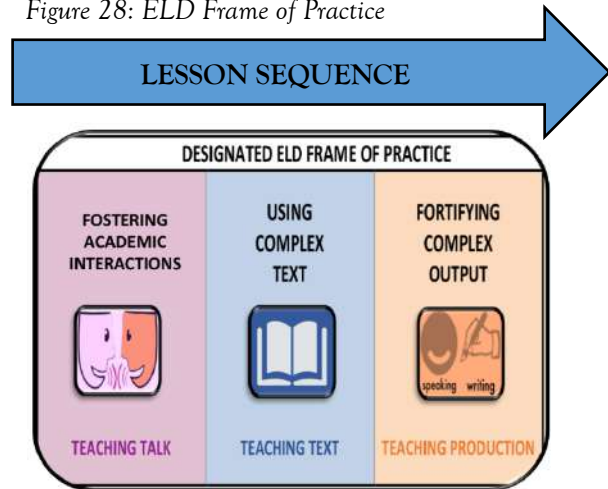 Figure 28: ELD Frame of Practice
LESSON SEQUENCE
DESIGNATED ELD FRAME OF PRACTICE
FOSTERING
ACADEMIC
INTERACTIONS
TEACHING TALK
USING
COMPLEX
TEXT
TEACHING TEXT
FORTIFYING
COMPLEX
OUTPUT
speaking writing
TEACHING PRODUCTION